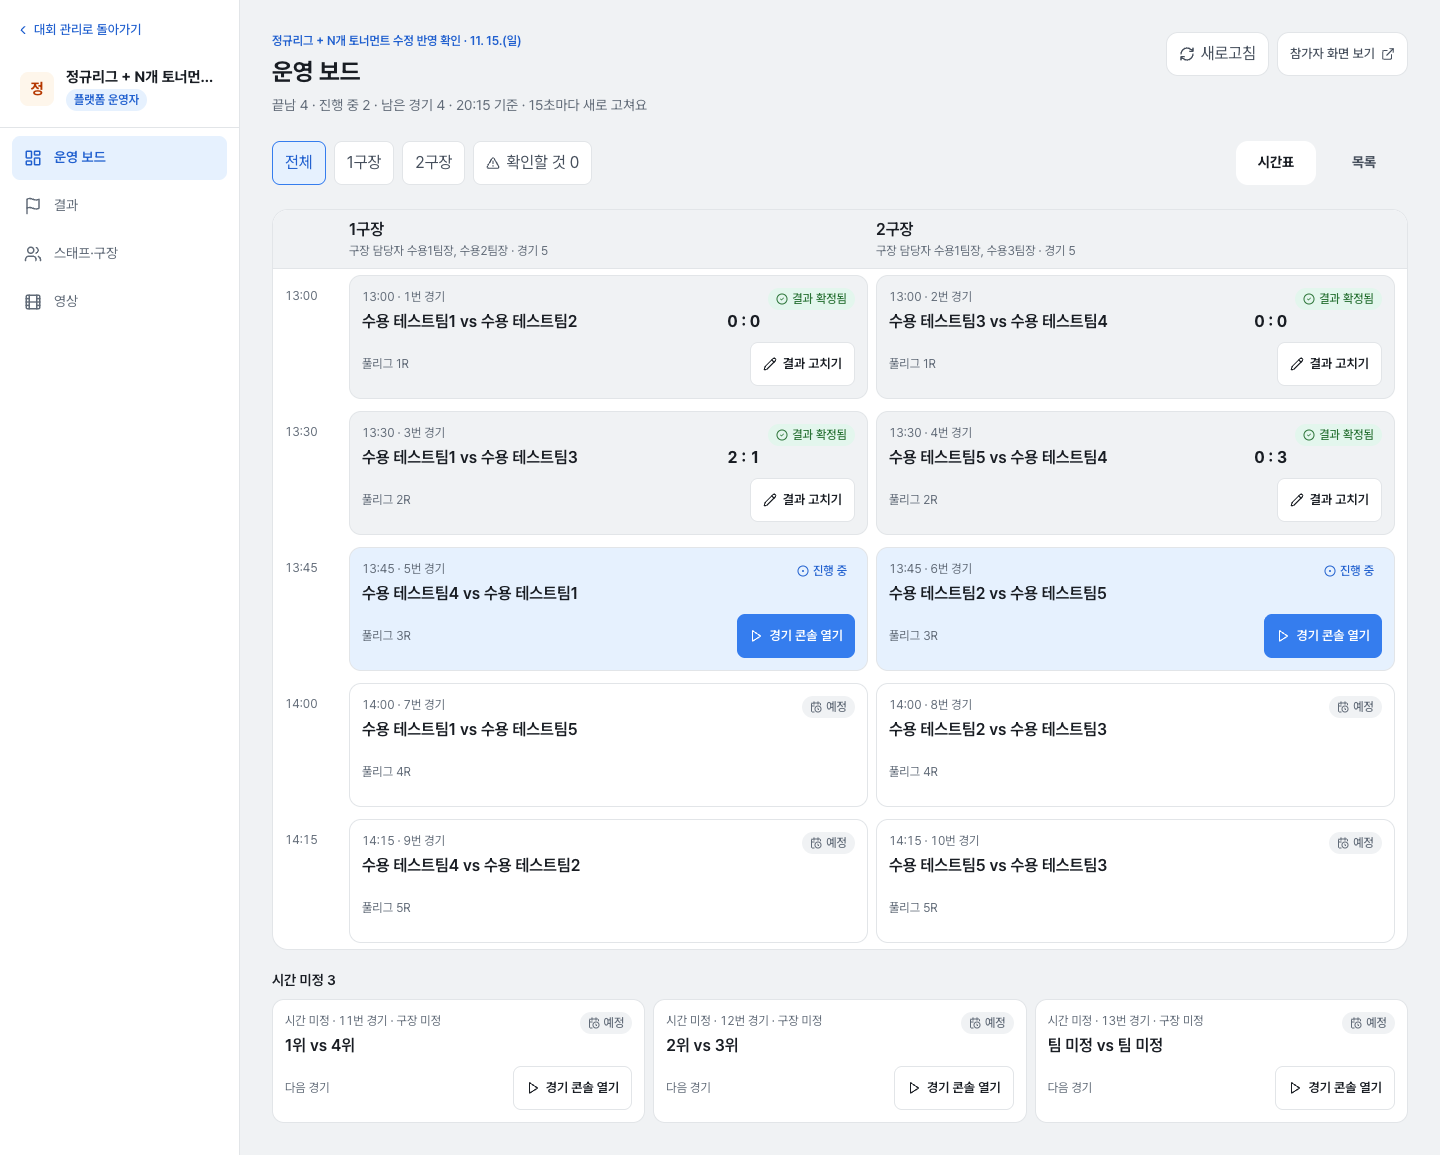 대회 관리로 돌아가기
정
정규리그 + N개 토너먼...
플랫폼 운영자
운영 보드
결과
스태프·구장
영상
정규리그 + N개 토너먼트 수정 반영 확인 · 11. 15.(일)
운영 보드
끝남 4 · 진행 중 2 · 남은 경기 4 · 20:15 기준 · 15초마다 새로 고쳐요
새로고침
참가자 화면 보기
전체
1구장
2구장
확인할 것 0
시간표
목록
1구장
구장 담당자 수용1팀장, 수용2팀장 · 경기 5
2구장
구장 담당자 수용1팀장, 수용3팀장 · 경기 5
13:00
13:00 · 1번 경기
결과 확정됨
수용 테스트팀1 vs 수용 테스트팀2
0 : 0
풀리그 1R
결과 고치기
13:00 · 2번 경기
결과 확정됨
수용 테스트팀3 vs 수용 테스트팀4
0 : 0
풀리그 1R
결과 고치기
13:30
13:30 · 3번 경기
결과 확정됨
수용 테스트팀1 vs 수용 테스트팀3
2 : 1
풀리그 2R
결과 고치기
13:30 · 4번 경기
결과 확정됨
수용 테스트팀5 vs 수용 테스트팀4
0 : 3
풀리그 2R
결과 고치기
13:45
13:45 · 5번 경기
진행 중
수용 테스트팀4 vs 수용 테스트팀1
풀리그 3R
경기 콘솔 열기
13:45 · 6번 경기
진행 중
수용 테스트팀2 vs 수용 테스트팀5
풀리그 3R
경기 콘솔 열기
14:00
14:00 · 7번 경기
예정
수용 테스트팀1 vs 수용 테스트팀5
풀리그 4R
14:00 · 8번 경기
예정
수용 테스트팀2 vs 수용 테스트팀3
풀리그 4R
14:15
14:15 · 9번 경기
예정
수용 테스트팀4 vs 수용 테스트팀2
풀리그 5R
14:15 · 10번 경기
예정
수용 테스트팀5 vs 수용 테스트팀3
풀리그 5R
시간 미정 3
시간 미정 · 11번 경기 · 구장 미정
예정
1위 vs 4위
다음 경기
경기 콘솔 열기
시간 미정 · 12번 경기 · 구장 미정
예정
2위 vs 3위
다음 경기
경기 콘솔 열기
시간 미정 · 13번 경기 · 구장 미정
예정
팀 미정 vs 팀 미정
다음 경기
경기 콘솔 열기